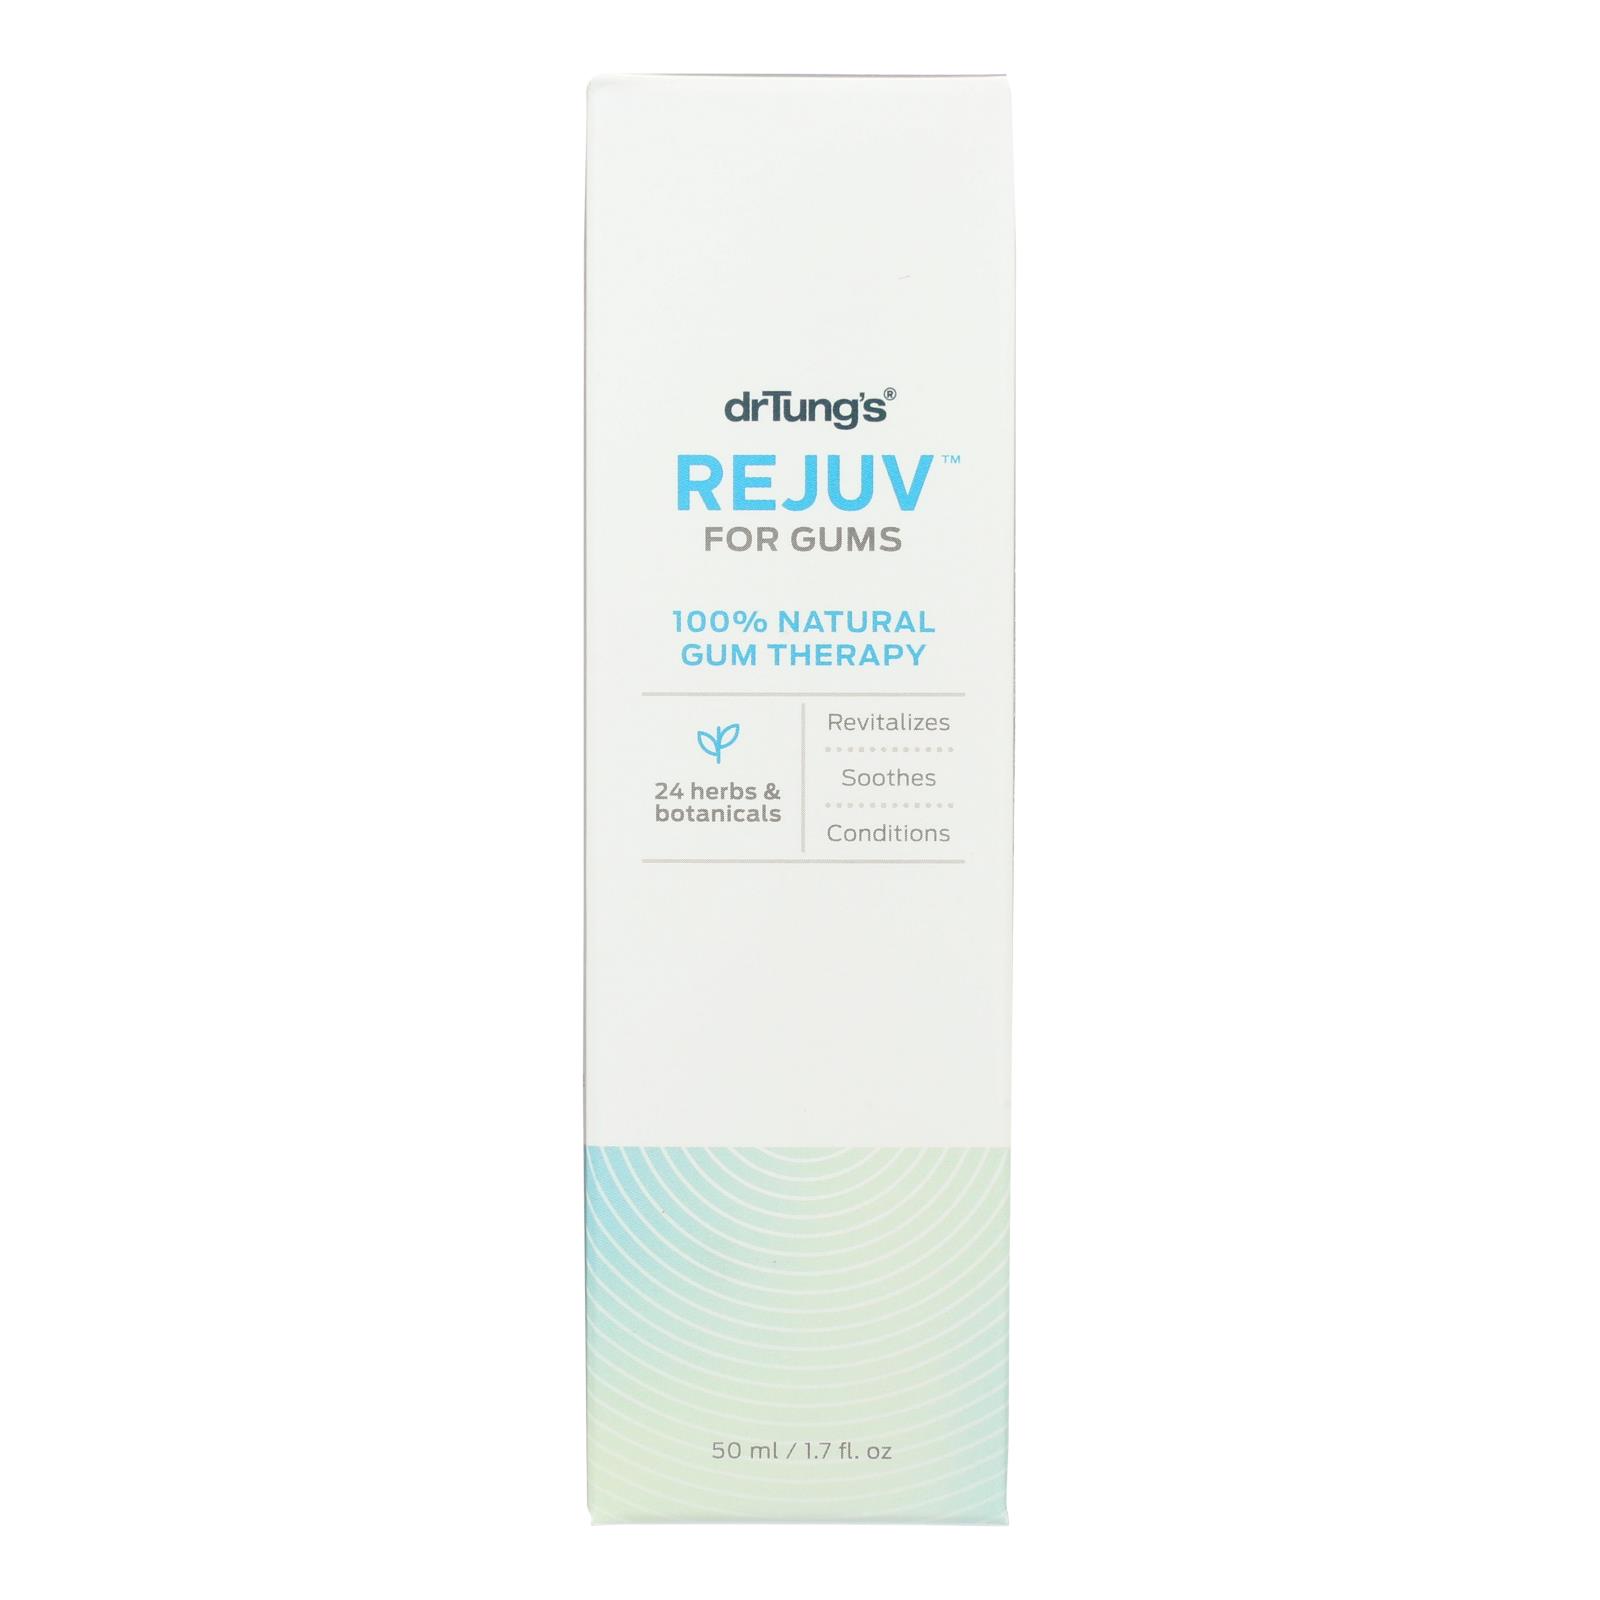 drTung's®
REJUV™
FOR GUMS
100% NATURAL
GUM THERAPY
24 herbs &
botanicals
Revitalizes
Soothes
Conditions
50 ml / 1.7 fl. oz